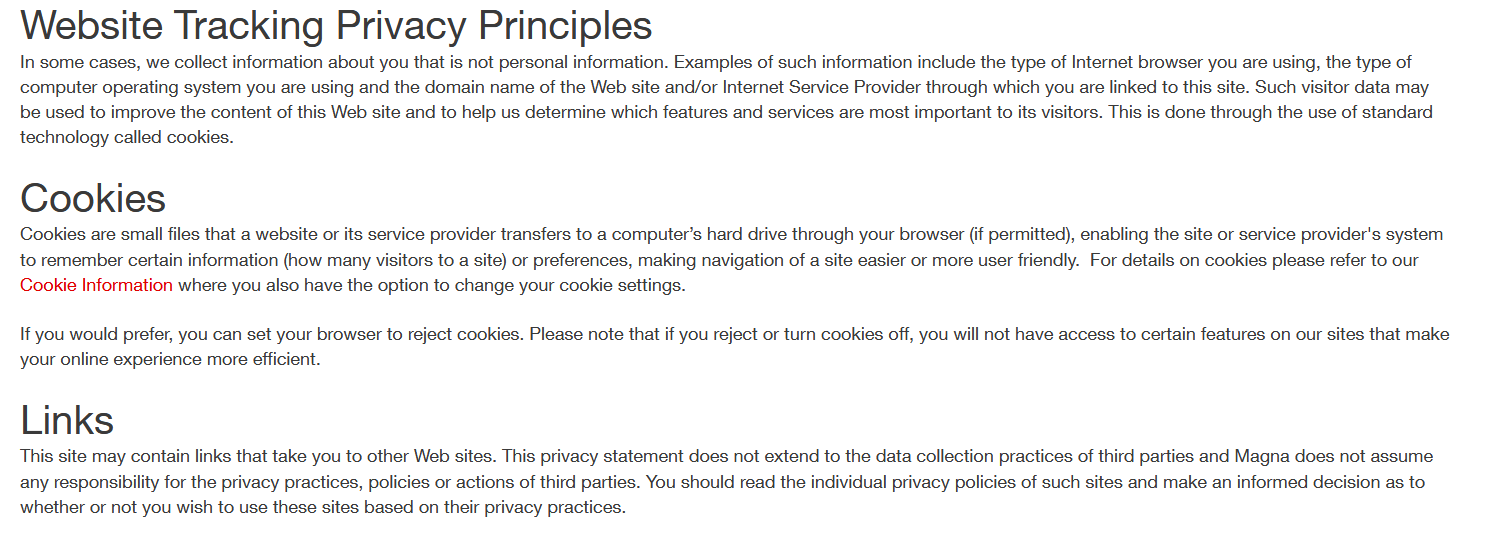 Website Tracking Privacy Principles
In some cases, we collect information about you that is not personal information. Examples of such information include the type of Internet browser you are using, the type of
computer operating system you are using and the domain name of the Web site and/or Internet Service Provider through which you are linked to this site. Such visitor data may
be used to improve the content of this Web site and to help us determine which features and services are most important to its visitors. This is done through the use of standard
technology called cookies.
Cookies
Cookies are small files that a website or its service provider transfers to a computer’s hard drive through your browser (if permitted), enabling the site or service provider's system
to remember certain information (how many visitors to a site) or preferences, making navigation of a site easier or more user friendly.  For details on cookies please refer to our
Cookie Information where you also have the option to change your cookie settings.
If you would prefer, you can set your browser to reject cookies. Please note that if you reject or turn cookies off, you will not have access to certain features on our sites that make
your online experience more efficient.
Links
This site may contain links that take you to other Web sites. This privacy statement does not extend to the data collection practices of third parties and Magna does not assume
any responsibility for the privacy practices, policies or actions of third parties. You should read the individual privacy policies of such sites and make an informed decision as to
whether or not you wish to use these sites based on their privacy practices.